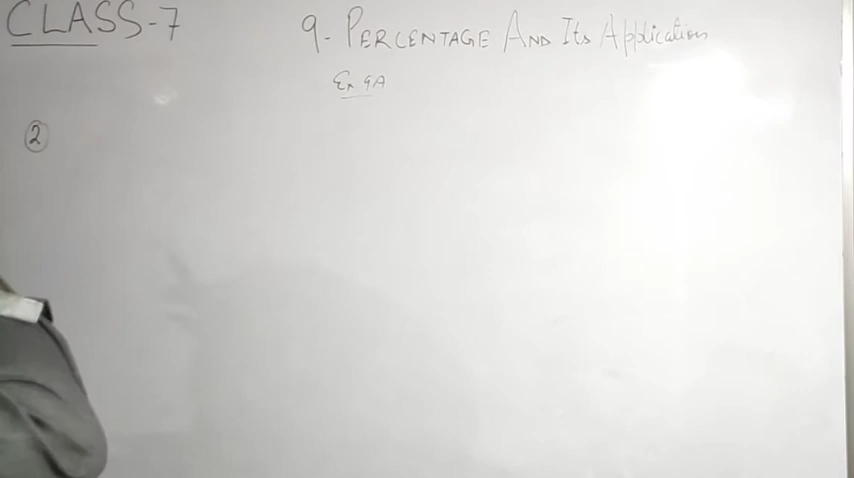 CLASS-7
9- PERCENTAGE AND Its Application
Ex 9A
2